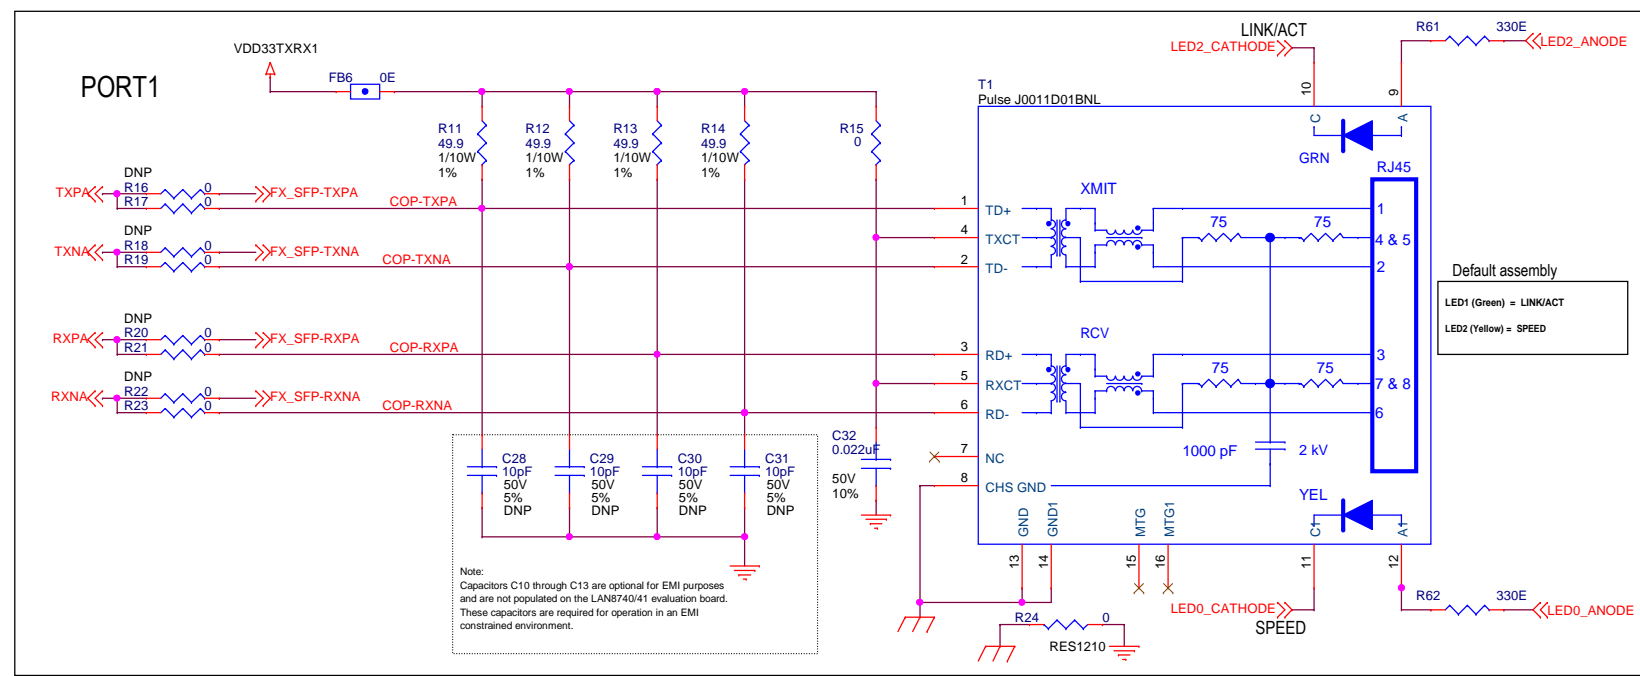 PORT1
VDD33TXRX1
FB6 0E
R11
49.9
1/10W
1%
R12
49.9
1/10W
1%
R13
49.9
1/10W
1%
R14
49.9
1/10W
1%
R15
0
LINK/ACT
LED2_CATHODE
R61 330E
LED2_ANODE
T1
Pulse J0011D01BNL
10
9
C
A
GRN
RJ45
TXPA
DNP
R16 0
R17 0
FX_SFP-TXPA
COP-TXPA
TXNA
DNP
R18 0
R19 0
FX_SFP-TXNA
COP-TXNA
RXPA
DNP
R20 0
R21 0
FX_SFP-RXPA
COP-RXPA
RXNA
DNP
R22 0
R23 0
FX_SFP-RXNA
COP-RXNA
1 TD+
4 TXCT
2 TD-
3 RD+
5 RXCT
6 RD-
7 NC
8 CHS GND
XMIT
75 75
RCV
75 75
1
4 & 5
2
3
7 & 8
6
1000 pF 2 kV
YEL
C1
A1
11
12
GND
GND1
MTG
MTG1
13
14
15
16
Default assembly
LED1 (Green) = LINK/ACT
LED2 (Yellow) = SPEED
C28
10pF
50V
5%
DNP
C29
10pF
50V
5%
DNP
C30
10pF
50V
5%
DNP
C31
10pF
50V
5%
DNP
C32
0.022uF
50V
10%
Note:
Capacitors C10 through C13 are optional for EMI purposes
and are not populated on the LAN8740/41 evaluation board.
These capacitors are required for operation in an EMI
constrained environment.
R24 0
RES1210
LED0_CATHODE
SPEED
R62 330E
LED0_ANODE